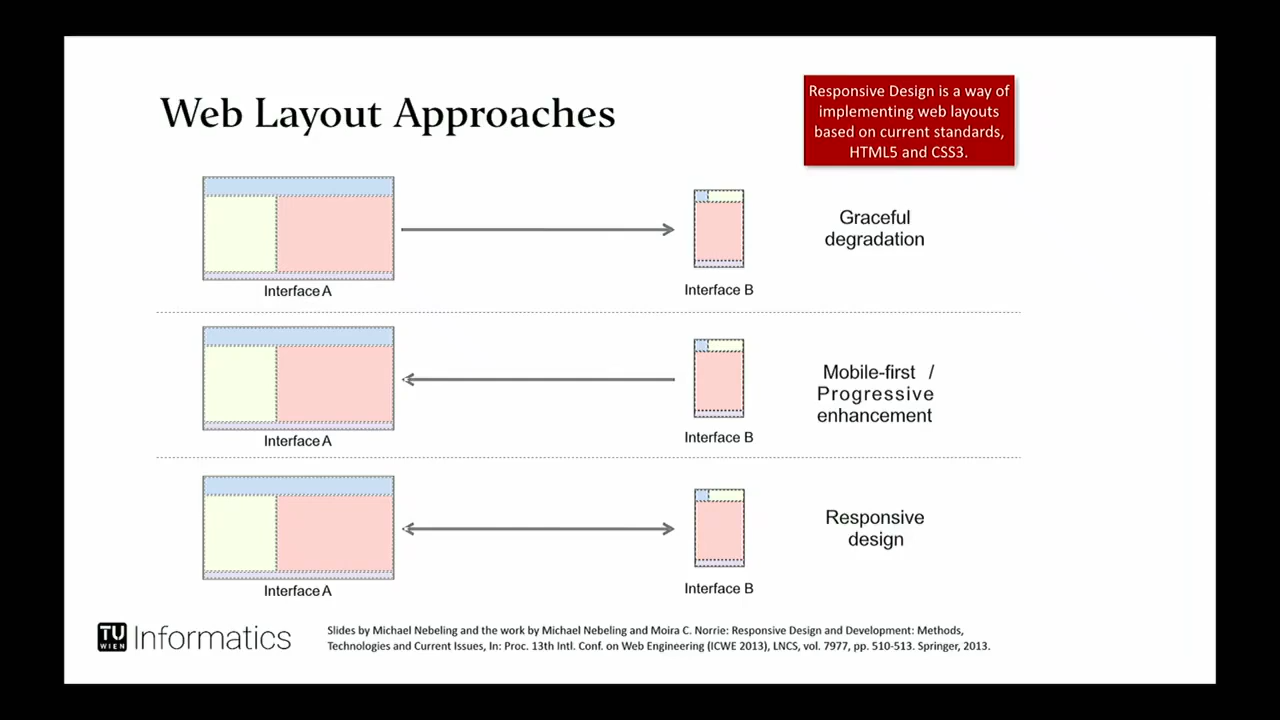 Web Layout Approaches
Responsive Design is a way of
implementing web layouts
based on current standards,
HTML5 and CSS3.
Interface A
Interface B
Graceful
degradation
Interface A
Interface B
Mobile-first /
Progressive
enhancement
Interface A
Interface B
Responsive
design
TU
WIEN
Informatics
Slides by Michael Nebeling and the work by Michael Nebeling and Moira C. Norrie: Responsive Design and Development: Methods,
Technologies and Current Issues, In: Proc. 13th Intl. Conf. on Web Engineering (ICWE 2013), LNCS, vol. 7977, pp. 510-513. Springer, 2013.